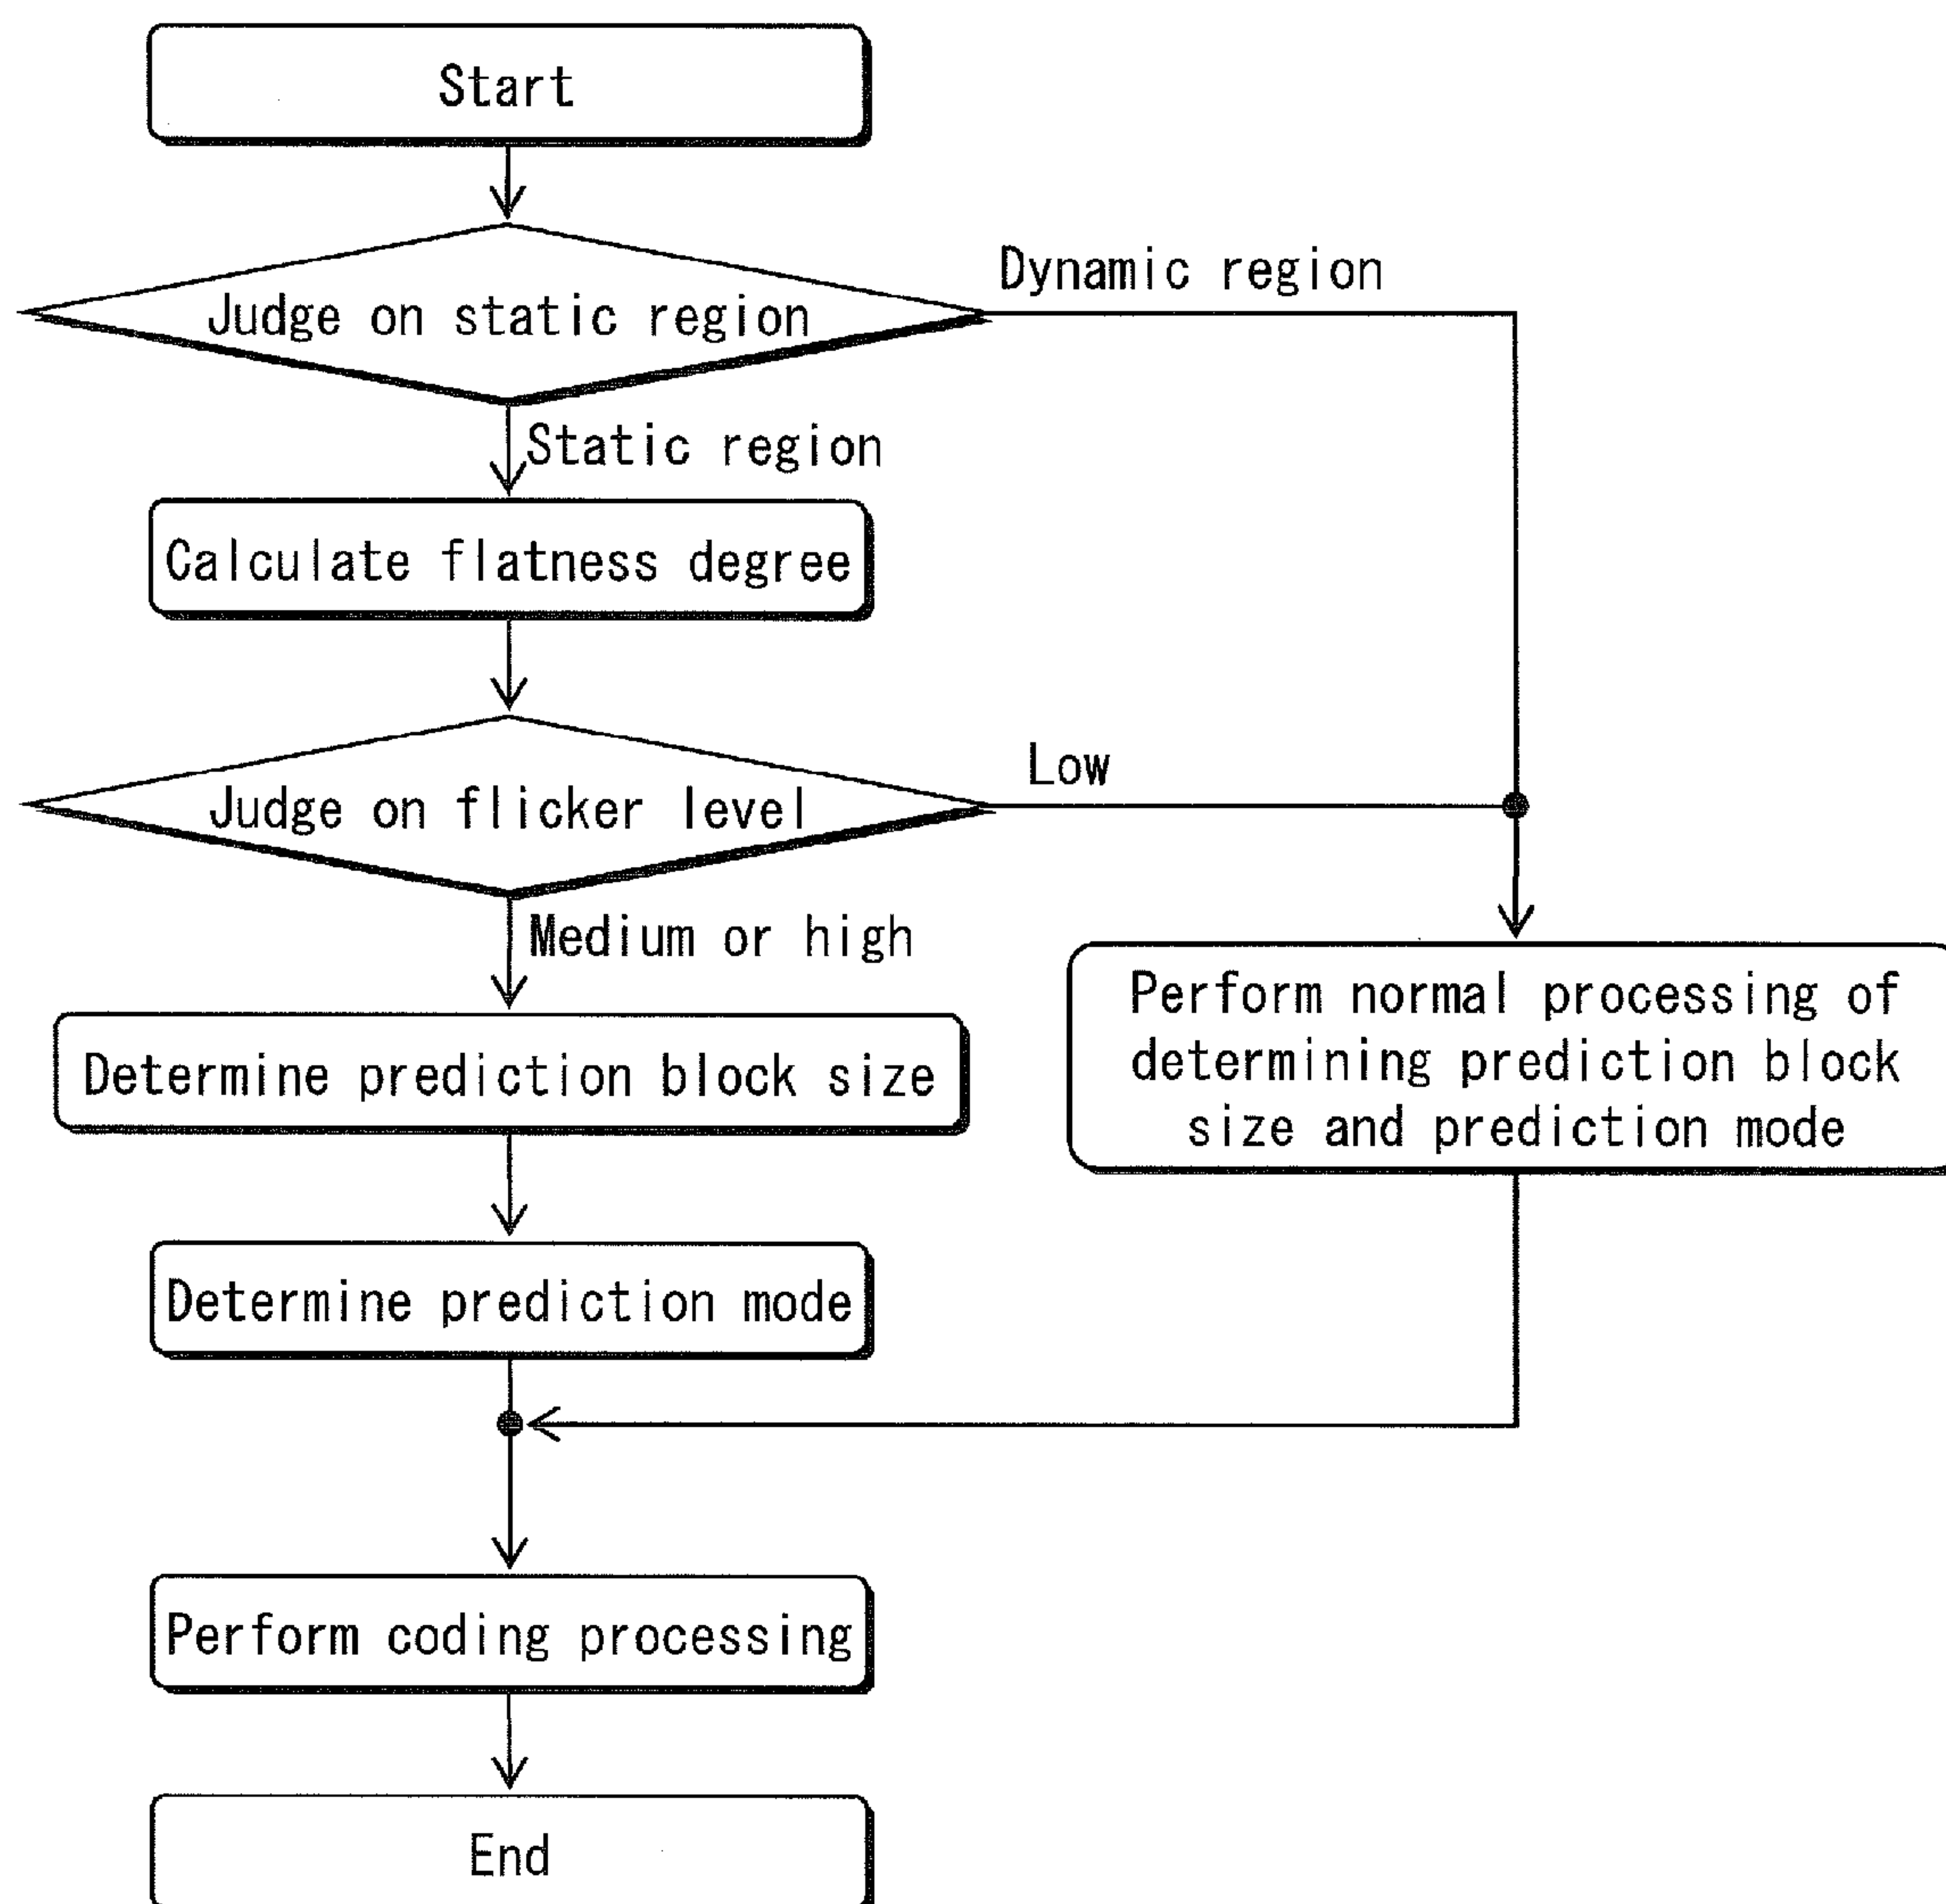 Start
Dynamic region
Judge on static region
Static region
Calculate flatness degree
Low
Judge on flicker level
Medium or high
Perform normal processing of
determining prediction block
size and prediction mode
Determine prediction block size
Determine prediction mode
Perform coding processing
End